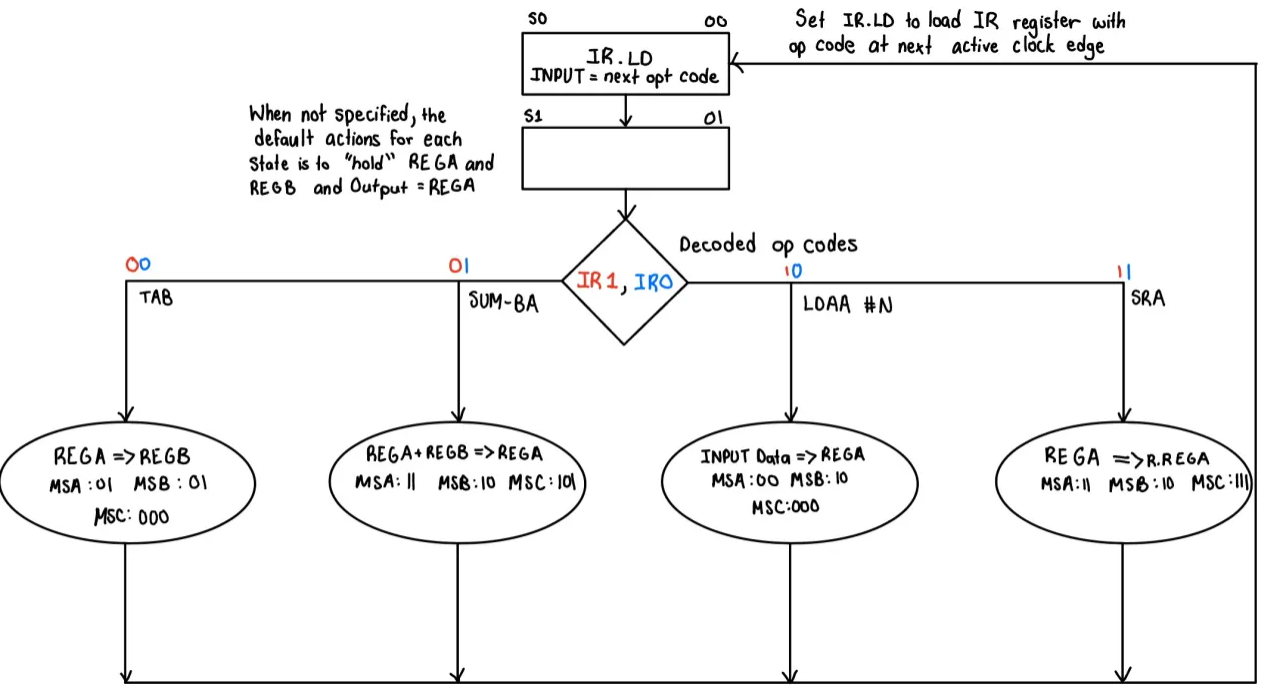 S0 00
Set IR.LD to load IR register with
op code at next active clock edge
IR.LD
INPUT = next opt code
When not specified, the
default actions for each
state is to "hold" REGA and
REGB and Output = REGA
S1 01
Decoded op codes
00
01
IR1, IR0
10
11
TAB
SUM-BA
LDAA #N
SRA
REGA => REGB
MSA : 01 MSB : 01
MSC: 000
REGA + REGB => REGA
MSA: 11 MSB: 10 MSC: 101
INPUT Data => REGA
MSA: 00 MSB: 10
MSC: 000
REGA => R.REGA
MSA: 11 MSB: 10 MSC: 111